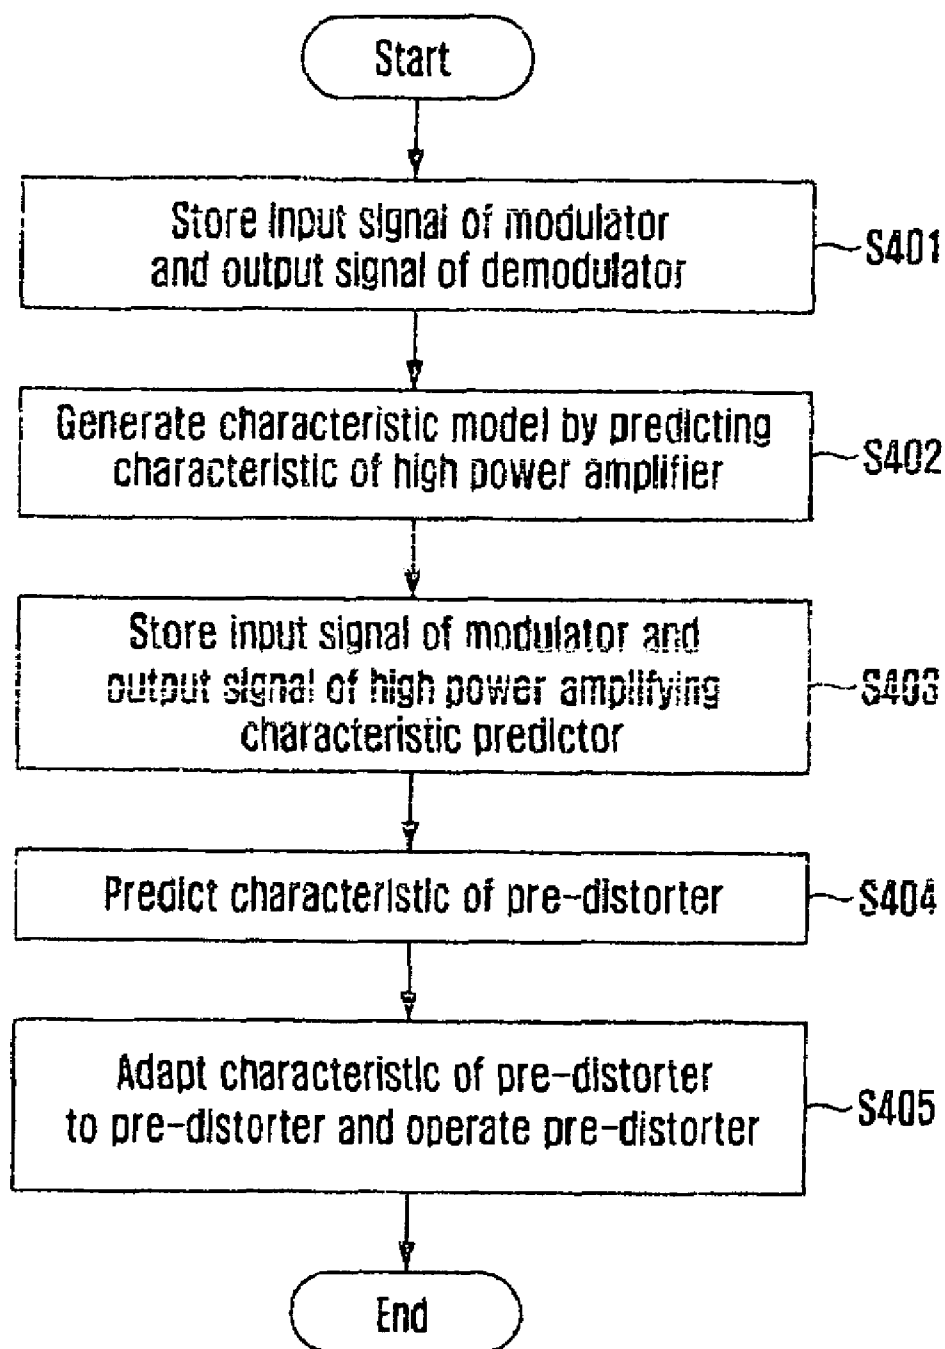 Start
Store input signal of modulator
and output signal of demodulator
S401
Generate characteristic model by predicting
characteristic of high power amplifier
S402
Store input signal of modulator and
output signal of high power amplifying
characteristic predictor
S403
Predict characteristic of pre-distorter
S404
Adapt characteristic of pre-distorter
to pre-distorter and operate pre-distorter
S405
End